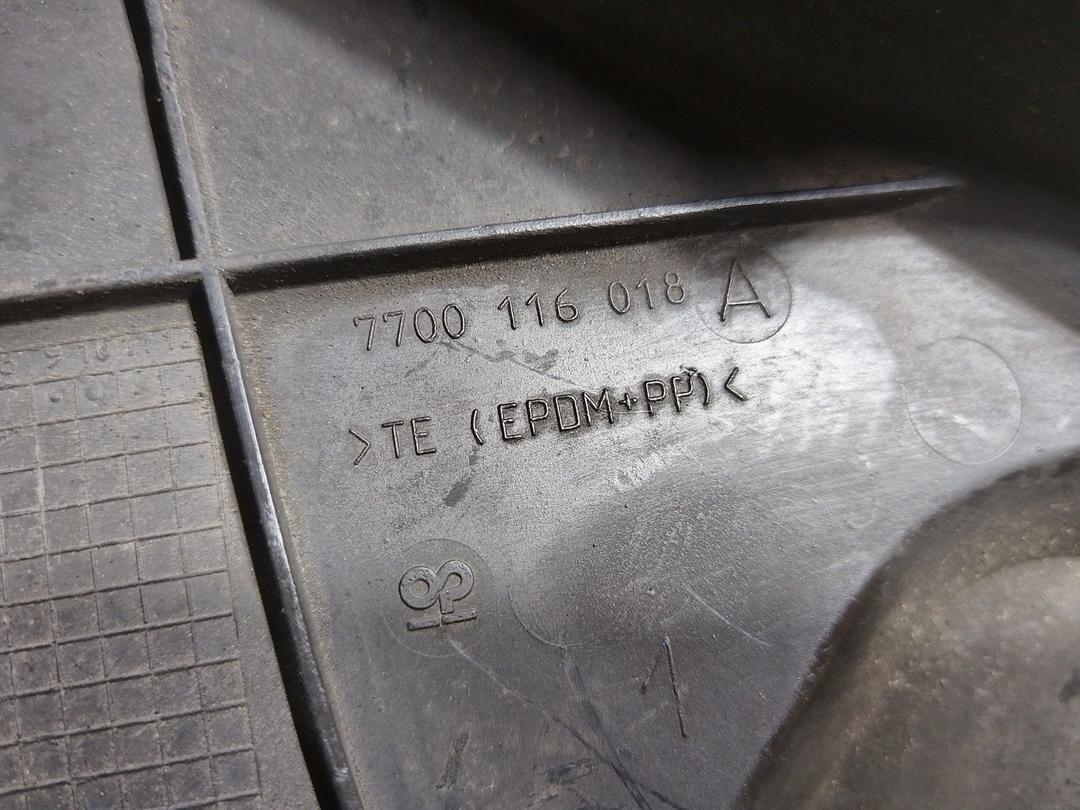 7700 116 018 A
>TE (EPDM+PP)<
1